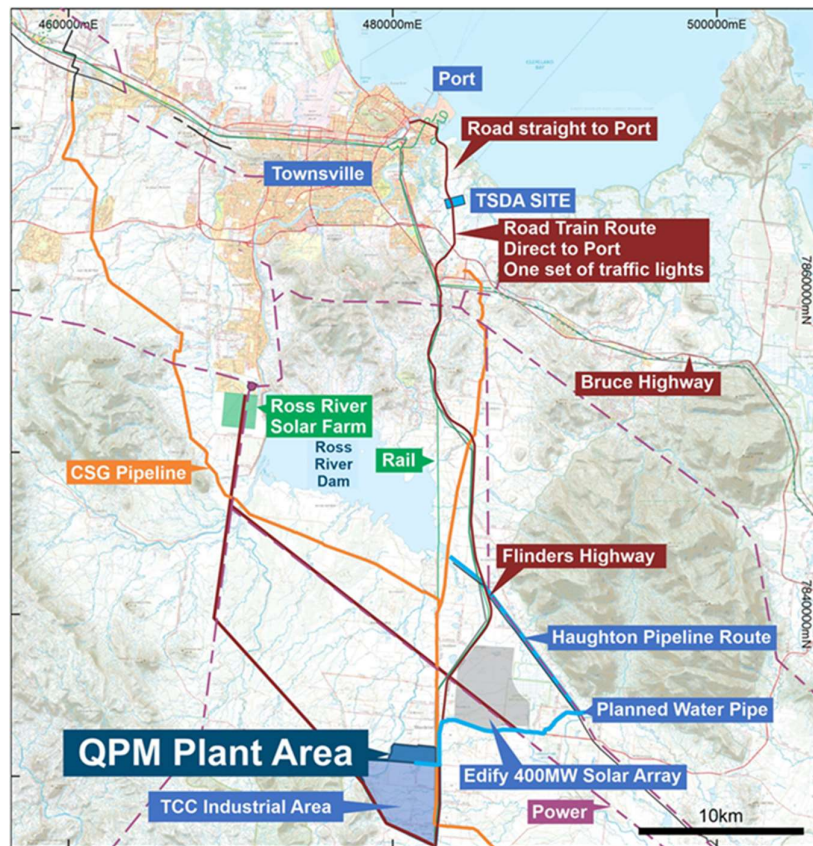 460000mE
480000mE
500000mE
Port
Road straight to Port
Townsville
TSDA SITE
Road Train Route
Direct to Port
One set of traffic lights
7860000mN
Bruce Highway
Ross River
Solar Farm
Ross
River
Dam
Rail
CSG Pipeline
Flinders Highway
7840000mN
Haughton Pipeline Route
Planned Water Pipe
QPM Plant Area
Edify 400MW Solar Array
TCC Industrial Area
Power
10km